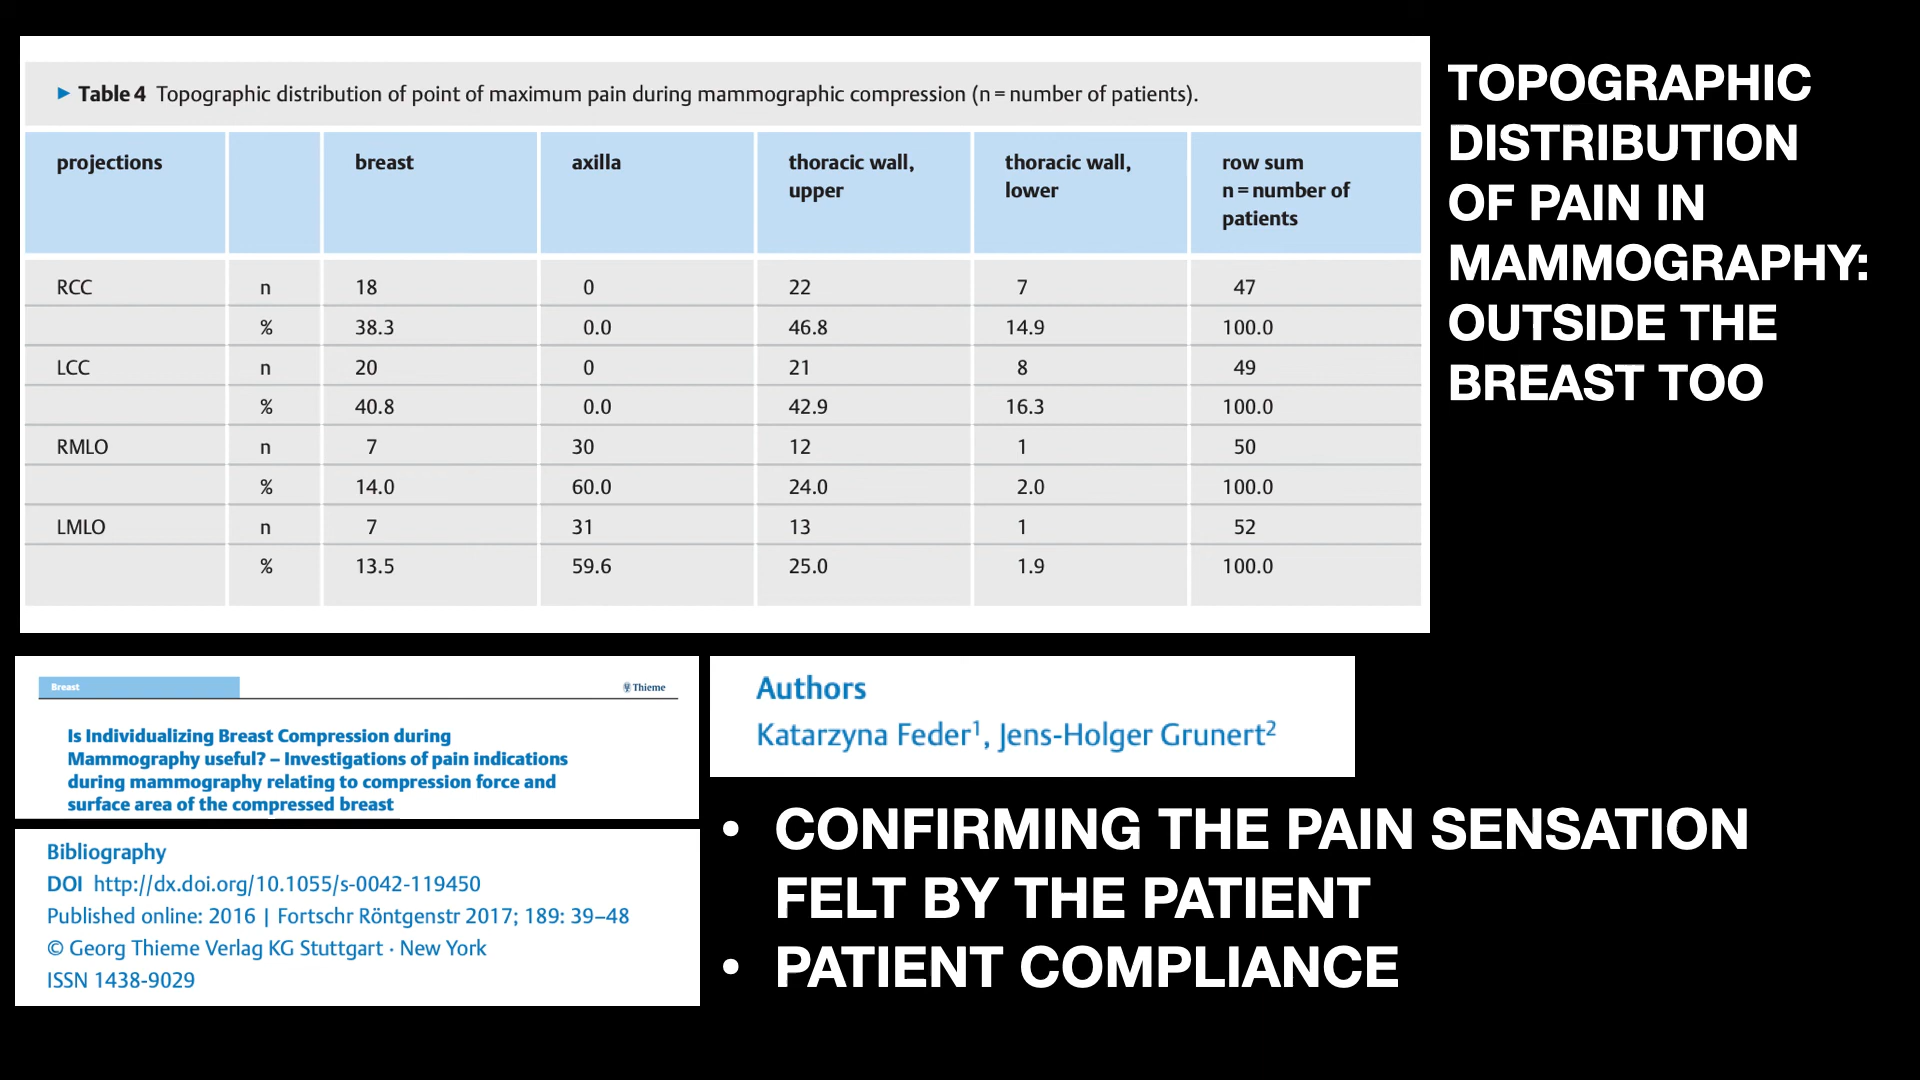 ► Table 4 Topographic distribution of point of maximum pain during mammographic compression (n = number of patients).
projections breast axilla thoracic wall, upper thoracic wall, lower row sum n = number of patients
RCC n 18 0 22 7 47
% 38.3 0.0 46.8 14.9 100.0
LCC n 20 0 21 8 49
% 40.8 0.0 42.9 16.3 100.0
RMLO n 7 30 12 1 50
% 14.0 60.0 24.0 2.0 100.0
LMLO n 7 31 13 1 52
% 13.5 59.6 25.0 1.9 100.0
TOPOGRAPHIC
DISTRIBUTION
OF PAIN IN
MAMMOGRAPHY:
OUTSIDE THE
BREAST TOO
Breast
Thieme
Is Individualizing Breast Compression during
Mammography useful? – Investigations of pain indications
during mammography relating to compression force and
surface area of the compressed breast
Authors
Katarzyna Feder¹, Jens-Holger Grunert²
Bibliography
DOI http://dx.doi.org/10.1055/s-0042-119450
Published online: 2016 | Fortschr Röntgenstr 2017; 189: 39–48
© Georg Thieme Verlag KG Stuttgart · New York
ISSN 1438-9029
• CONFIRMING THE PAIN SENSATION
FELT BY THE PATIENT
• PATIENT COMPLIANCE